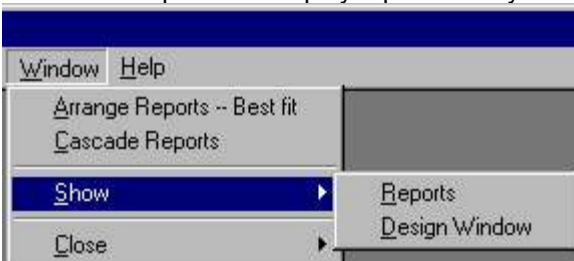 Window Help
Arrange Reports -- Best fit
Cascade Reports
Show
Reports
Design Window
Close